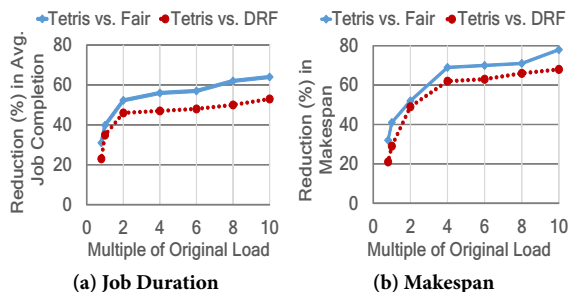 Tetris vs. Fair Tetris vs. DRF
Reduction (%) in Avg.
Job Completion
80
60
40
20
0
0 2 4 6 8 10
Multiple of Original Load
(a) Job Duration
Tetris vs. Fair Tetris vs. DRF
Reduction (%) in
Makespan
80
60
40
20
0
0 2 4 6 8 10
Multiple of Original Load
(b) Makespan